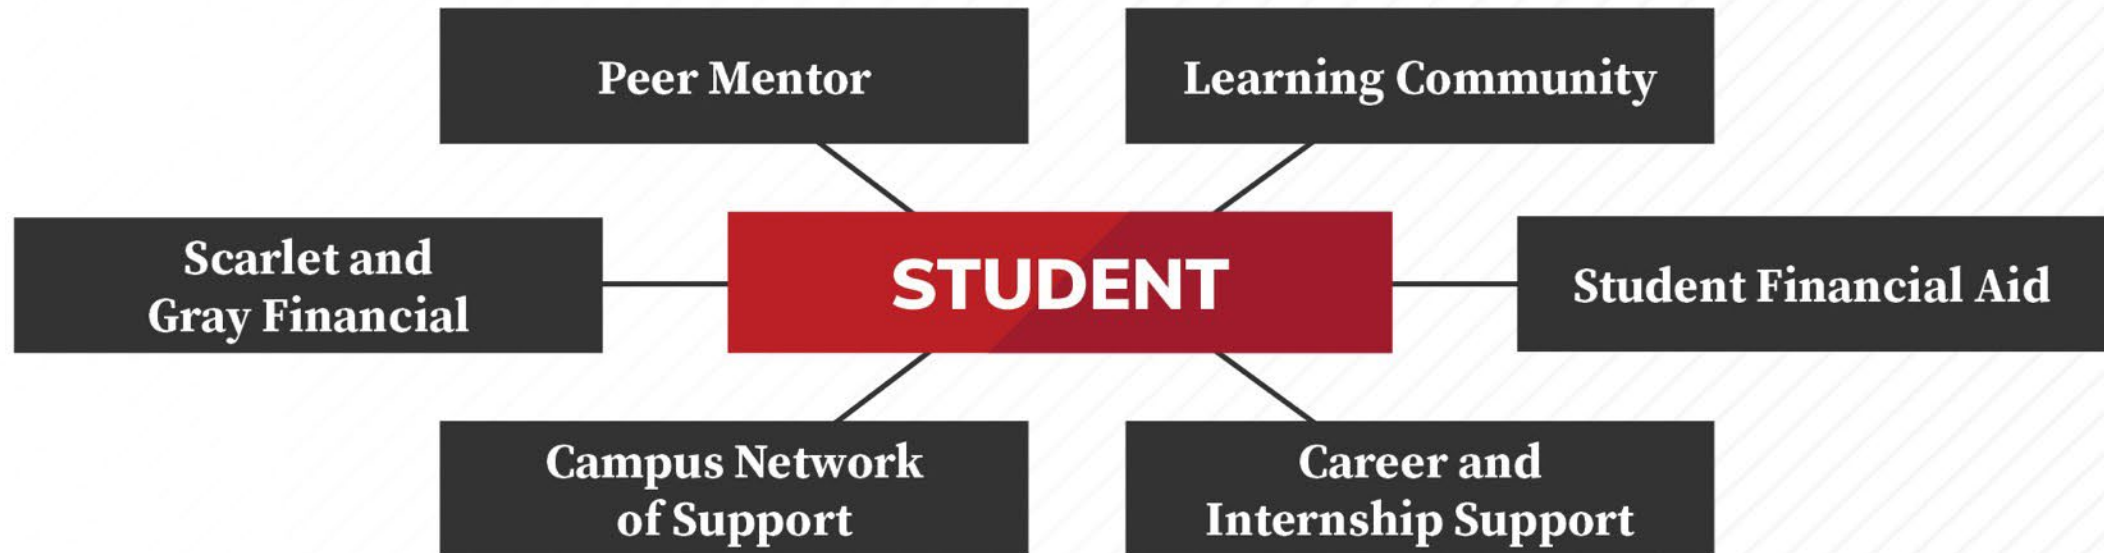 Peer Mentor
Learning Community
Scarlet and
Gray Financial
STUDENT
Student Financial Aid
Campus Network
of Support
Career and
Internship Support